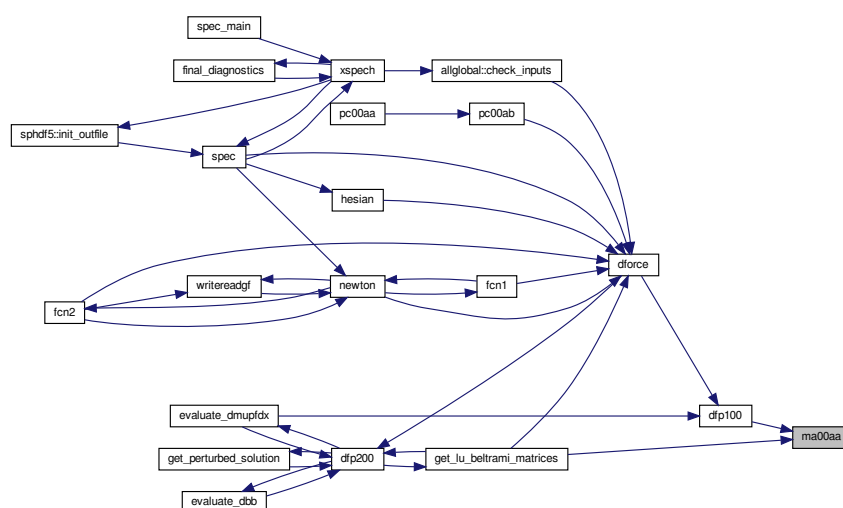 spec_main
final_diagnostics
xspech
allglobal::check_inputs
pc00aa
pc00ab
sphdf5::init_outfile
spec
hesian
dforce
writereadgf
newton
fcn1
fcn2
evaluate_dmupfdx
dfp100
ma00aa
get_perturbed_solution
dfp200
get_lu_beltrami_matrices
evaluate_dbb